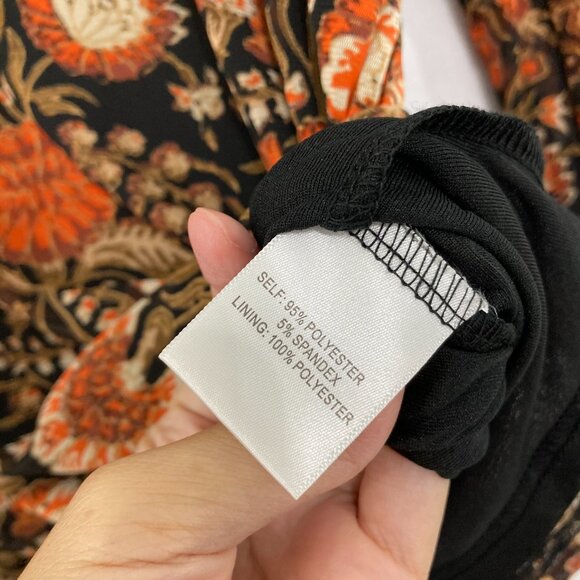 SELF: 95% POLYESTER
5% SPANDEX
LINING: 100% POLYESTER